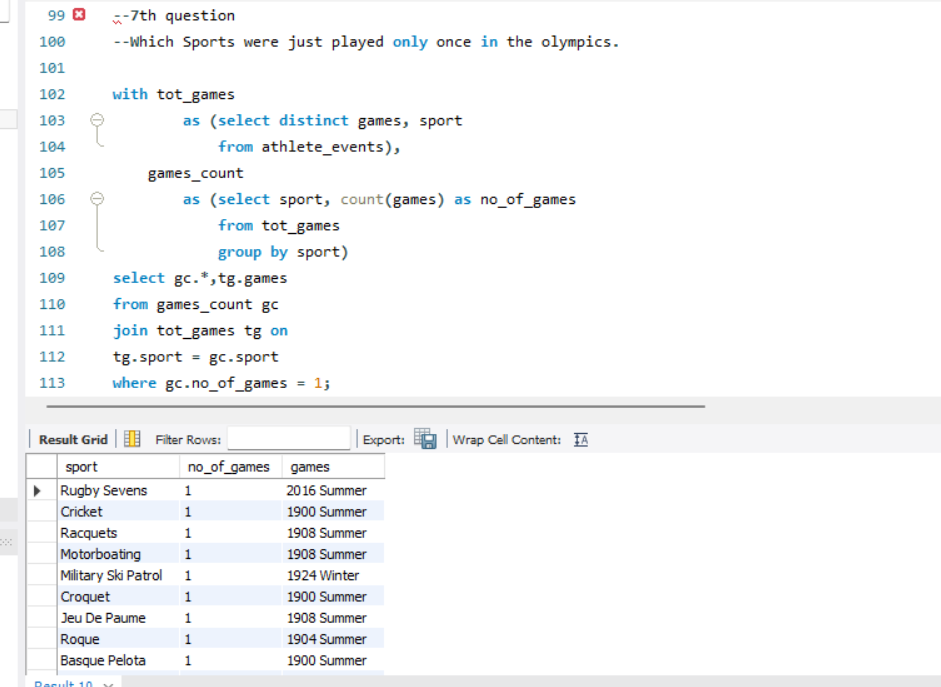 99 --7th question
100 --Which Sports were just played only once in the olympics.
101
102 with tot_games
103 as (select distinct games, sport
104 from athlete_events),
105 games_count
106 as (select sport, count(games) as no_of_games
107 from tot_games
108 group by sport)
109 select gc.*,tg.games
110 from games_count gc
111 join tot_games tg on
112 tg.sport = gc.sport
113 where gc.no_of_games = 1;
Result Grid Filter Rows: Export: Wrap Cell Content:
sport no_of_games games
Rugby Sevens 1 2016 Summer
Cricket 1 1900 Summer
Racquets 1 1908 Summer
Motorboating 1 1908 Summer
Military Ski Patrol 1 1924 Winter
Croquet 1 1900 Summer
Jeu De Paume 1 1908 Summer
Roque 1 1904 Summer
Basque Pelota 1 1900 Summer